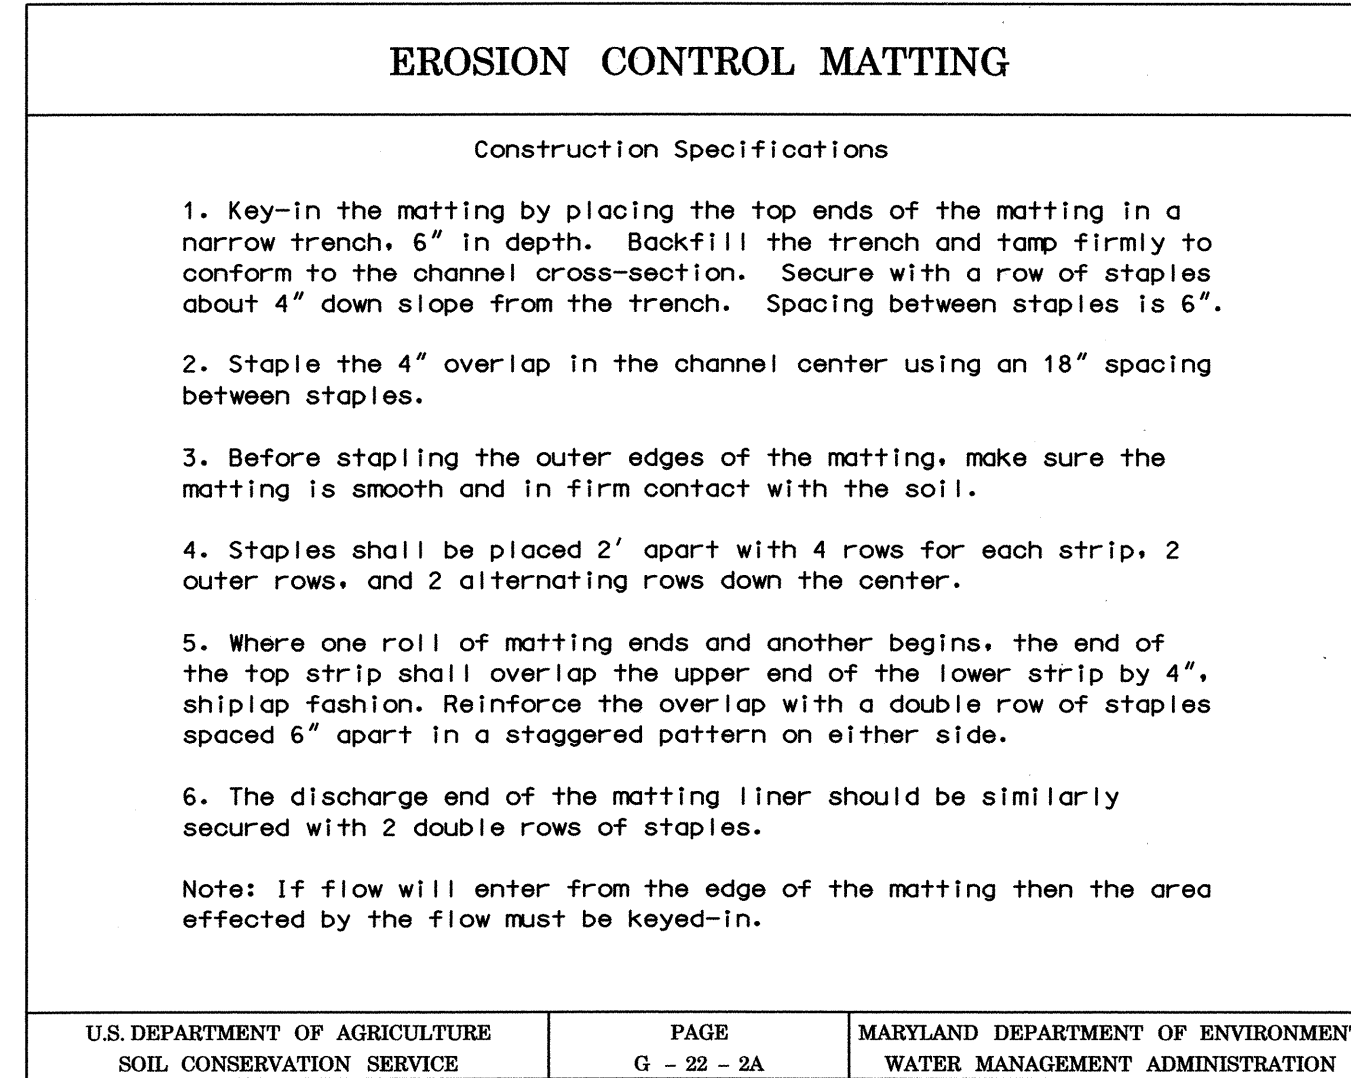 EROSION CONTROL MATTING
Construction Specifications
1. Key-in the matting by placing the top ends of the matting in a
narrow trench, 6" in depth. Backfill the trench and tamp firmly to
conform to the channel cross-section. Secure with a row of staples
about 4" down slope from the trench. Spacing between staples is 6".
2. Staple the 4" overlap in the channel center using an 18" spacing
between staples.
3. Before stapling the outer edges of the matting, make sure the
matting is smooth and in firm contact with the soil.
4. Staples shall be placed 2' apart with 4 rows for each strip, 2
outer rows, and 2 alternating rows down the center.
5. Where one roll of matting ends and another begins, the end of
the top strip shall overlap the upper end of the lower strip by 4",
shiplap fashion. Reinforce the overlap with a double row of staples
spaced 6" apart in a staggered pattern on either side.
6. The discharge end of the matting liner should be similarly
secured with 2 double rows of staples.
Note: If flow will enter from the edge of the matting then the area
effected by the flow must be keyed-in.
U.S. DEPARTMENT OF AGRICULTURE
SOIL CONSERVATION SERVICE
PAGE
G - 22 - 2A
MARYLAND DEPARTMENT OF ENVIRONMENT
WATER MANAGEMENT ADMINISTRATION